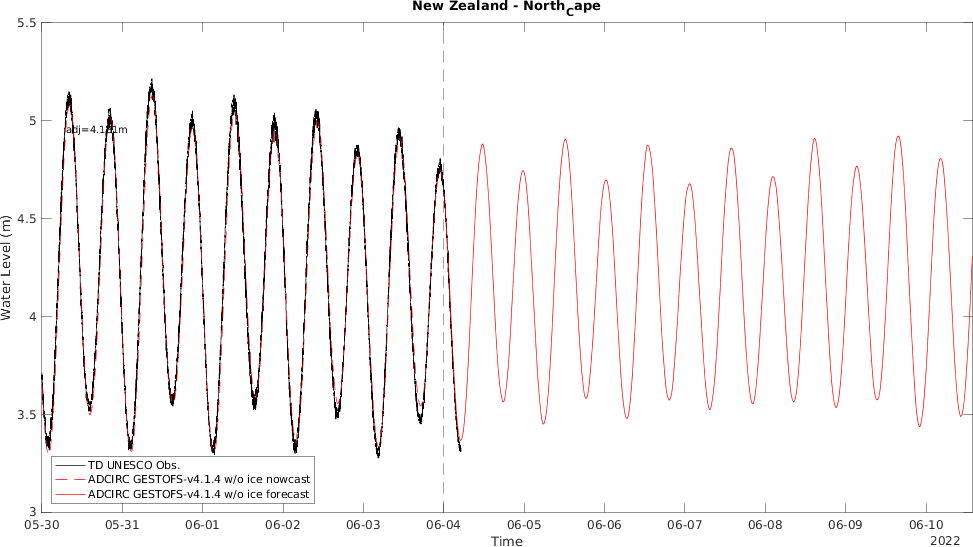 New Zealand - North_Cape
5.5
5
4.5
4
3.5
3
Water Level (m)
TD UNESCO Obs.
ADCIRC GESTOFS-v4.1.4 w/o ice nowcast
ADCIRC GESTOFS-v4.1.4 w/o ice forecast
05-30 05-31 06-01 06-02 06-03 06-04 06-05 06-06 06-07 06-08 06-09 06-10
Time
2022